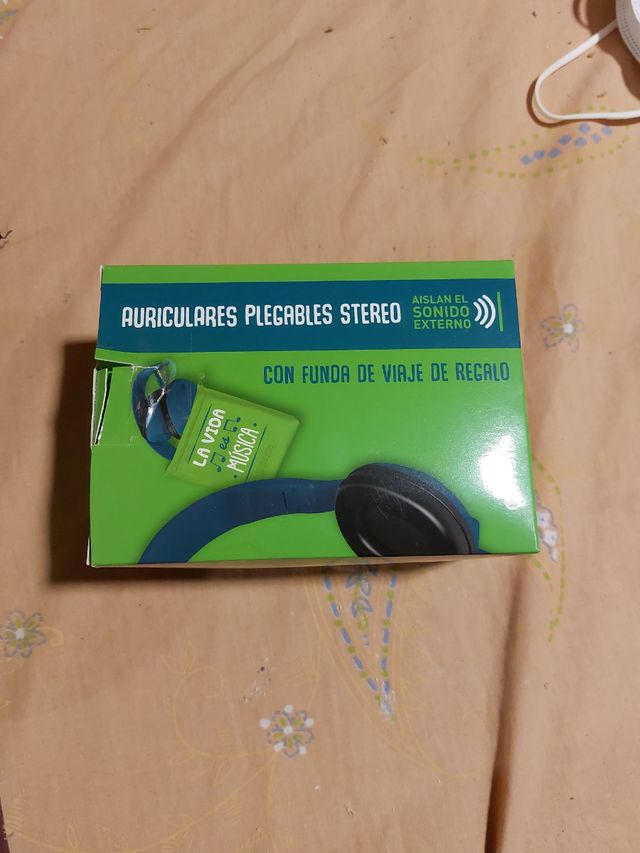 AURICULARES PLEGABLES STEREO
AISLAN EL
SONIDO
EXTERNO
CON FUNDA DE VIAJE DE REGALO
LA VIDA
es
MÚSICA